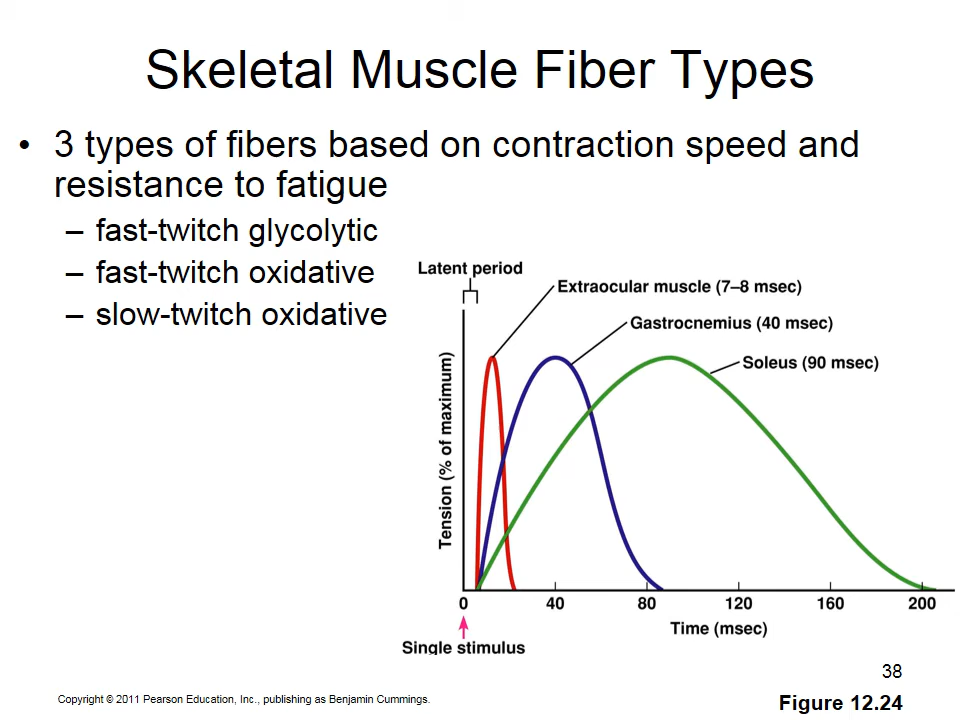 Skeletal Muscle Fiber Types
• 3 types of fibers based on contraction speed and
resistance to fatigue
– fast-twitch glycolytic
– fast-twitch oxidative
– slow-twitch oxidative
Latent period
Extraocular muscle (7–8 msec)
Gastrocnemius (40 msec)
Soleus (90 msec)
Tension (% of maximum)
0 40 80 120 160 200
Time (msec)
Single stimulus
38
Copyright © 2011 Pearson Education, Inc., publishing as Benjamin Cummings.
Figure 12.24